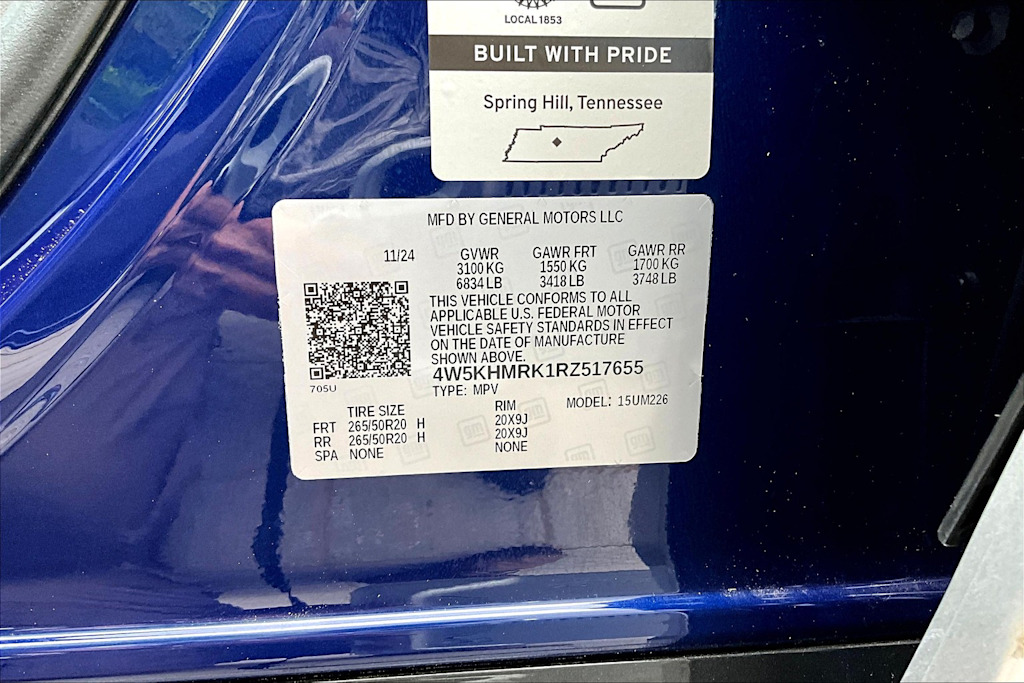 LOCAL 1853
BUILT WITH PRIDE
Spring Hill, Tennessee
MFD BY GENERAL MOTORS LLC
11/24 GVWR GAWR FRT GAWR RR
3100 KG 1550 KG 1700 KG
6834 LB 3418 LB 3748 LB
THIS VEHICLE CONFORMS TO ALL
APPLICABLE U.S. FEDERAL MOTOR
VEHICLE SAFETY STANDARDS IN EFFECT
ON THE DATE OF MANUFACTURE
SHOWN ABOVE.
4W5KHMRK1RZ517655
705U
TYPE: MPV
TIRE SIZE RIM MODEL: 15UM226
FRT 265/50R20 H 20X9J
RR 265/50R20 H 20X9J
SPA NONE NONE